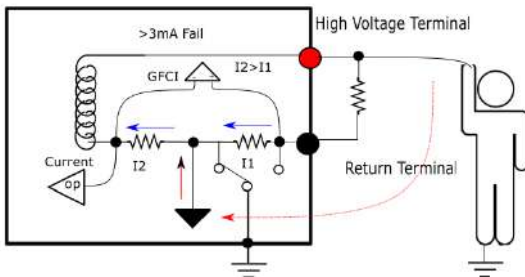 >3mA Fail
High Voltage Terminal
GFCI
I2>I1
Current
op
I2
I1
Return Terminal